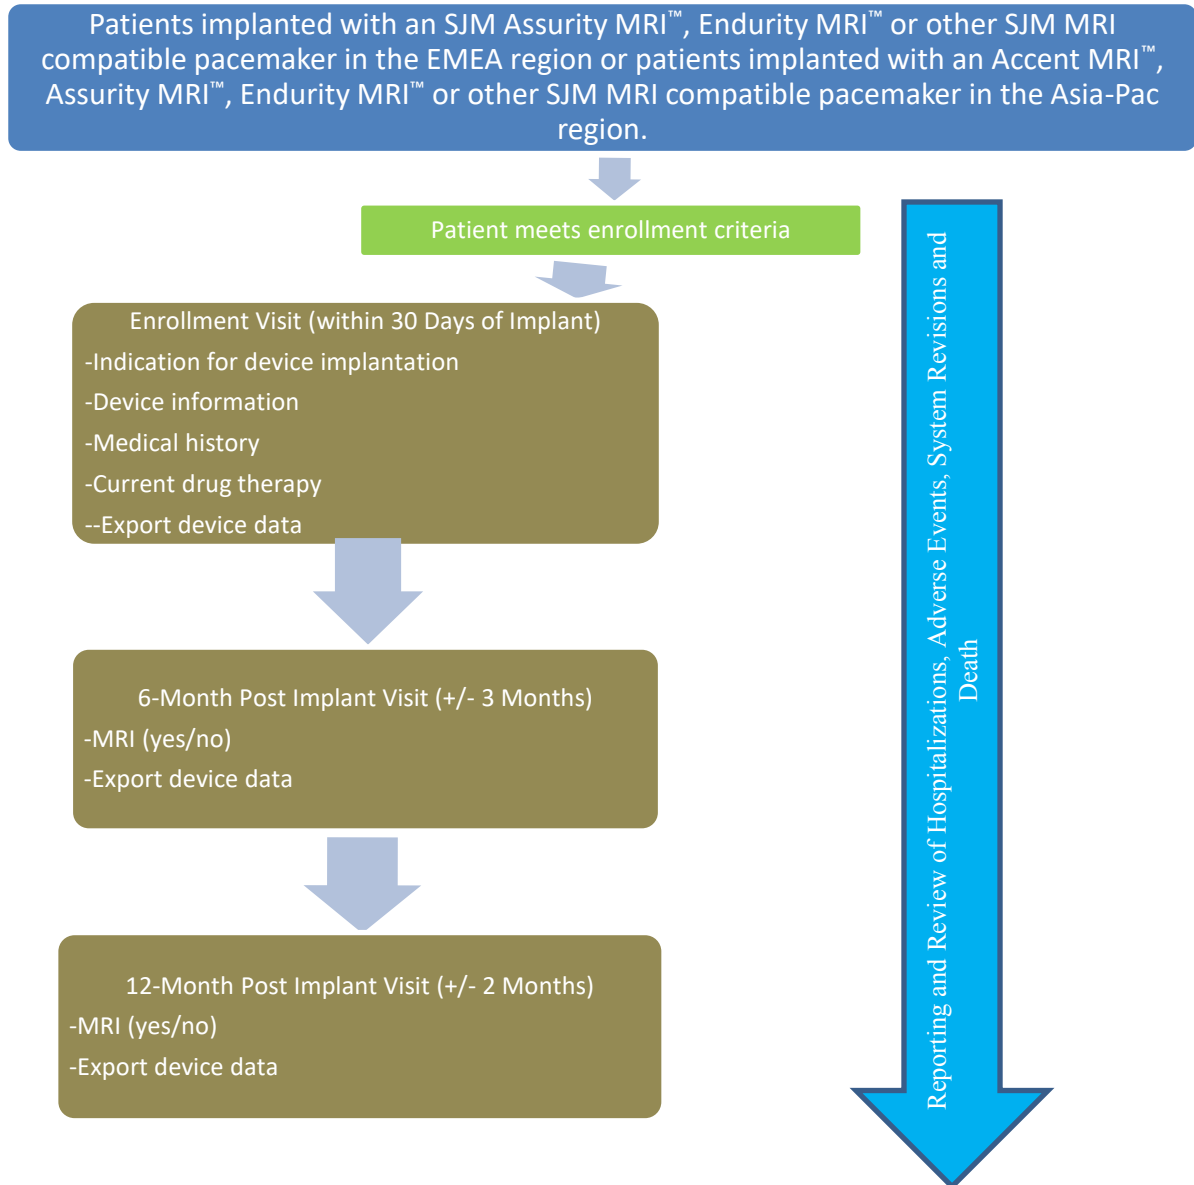 Patients implanted with an SJM Assurity MRI™, Endurity MRI™ or other SJM MRI
compatible pacemaker in the EMEA region or patients implanted with an Accent MRI™,
Assurity MRI™, Endurity MRI™ or other SJM MRI compatible pacemaker in the Asia-Pac
region.
Patient meets enrollment criteria
Enrollment Visit (within 30 Days of Implant)
-Indication for device implantation
-Device information
-Medical history
-Current drug therapy
--Export device data
6-Month Post Implant Visit (+/- 3 Months)
-MRI (yes/no)
-Export device data
12-Month Post Implant Visit (+/- 2 Months)
-MRI (yes/no)
-Export device data
Reporting and Review of Hospitalizations, Adverse Events, System Revisions and
Death